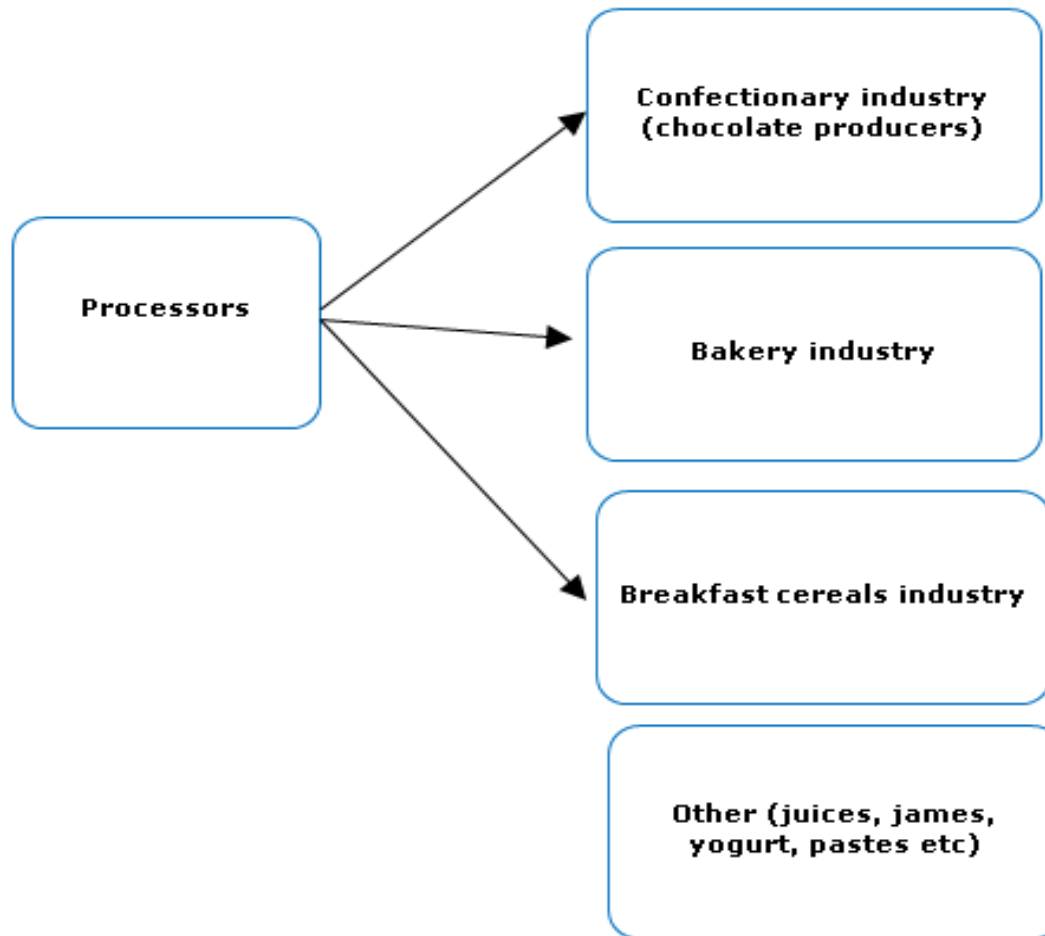 Confectionary industry
(chocolate producers)
Processors
Bakery industry
Breakfast cereals industry
Other (juices, james,
yogurt, pastes etc)